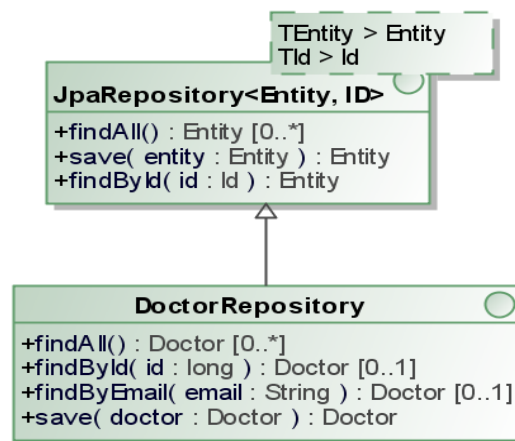 TEntity > Entity
TId > Id
JpaRepository<Entity, ID>
+findAll() : Entity [0..*]
+save( entity : Entity ) : Entity
+findById( id : Id ) : Entity
DoctorRepository
+findAll() : Doctor [0..*]
+findById( id : long ) : Doctor [0..1]
+findByEmail( email : String ) : Doctor [0..1]
+save( doctor : Doctor ) : Doctor